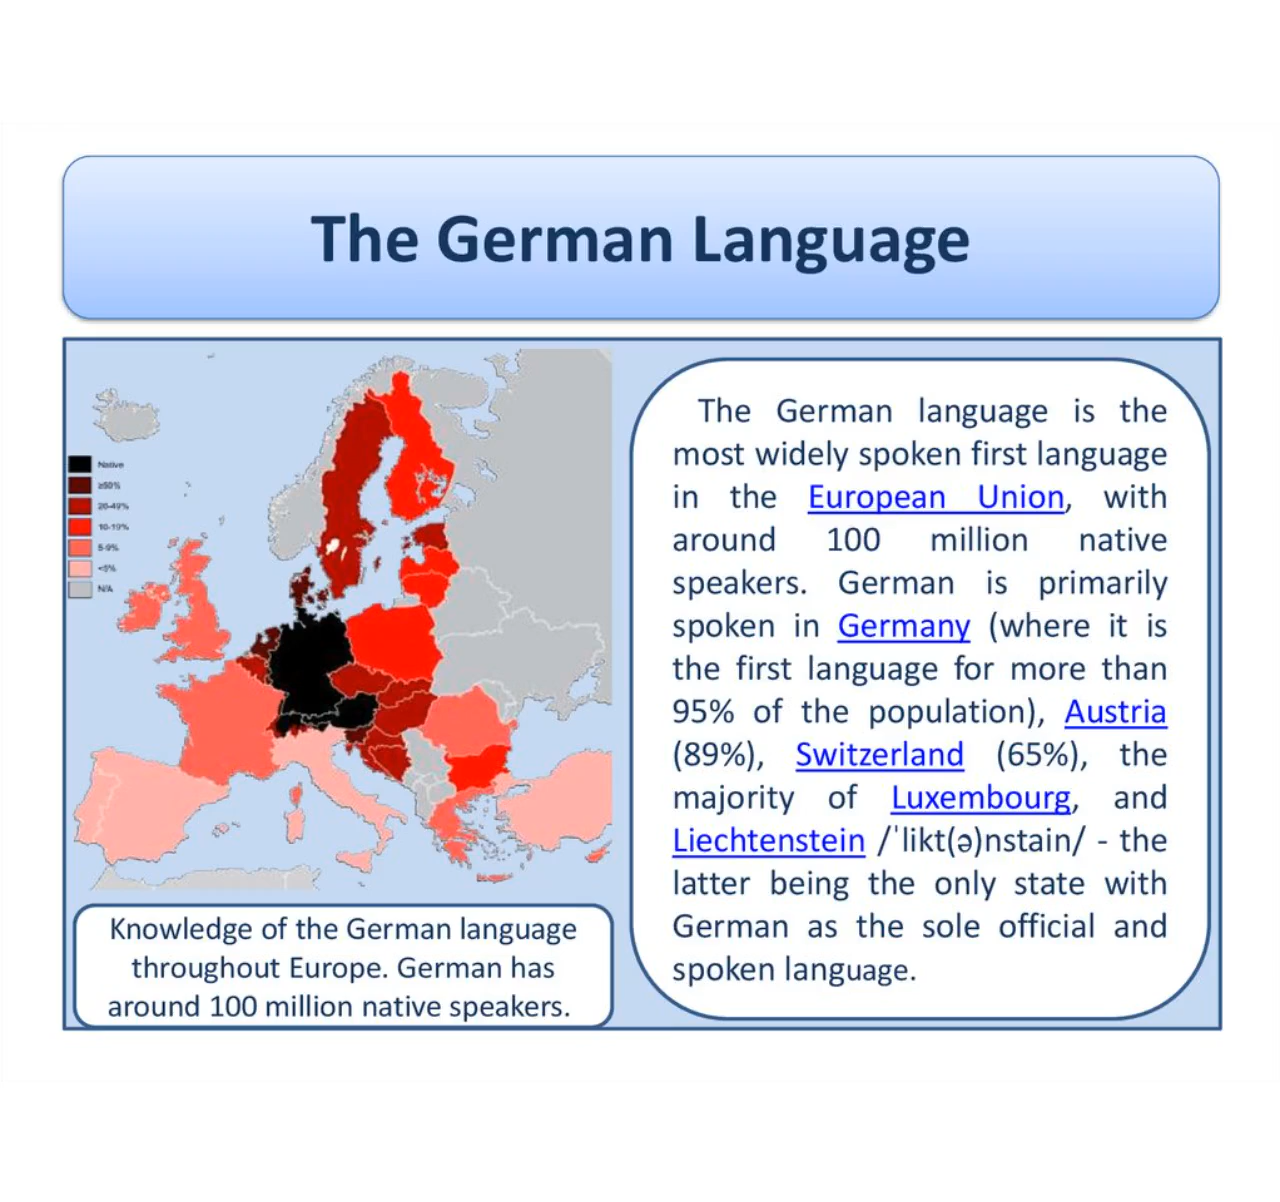 The German Language
Native
≥50%
20-49%
10-19%
5-9%
<5%
N/A
Knowledge of the German language
throughout Europe. German has
around 100 million native speakers.
The German language is the
most widely spoken first language
in the European Union, with
around 100 million native
speakers. German is primarily
spoken in Germany (where it is
the first language for more than
95% of the population), Austria
(89%), Switzerland (65%), the
majority of Luxembourg, and
Liechtenstein /ˈlikt(ə)nstain/ - the
latter being the only state with
German as the sole official and
spoken language.